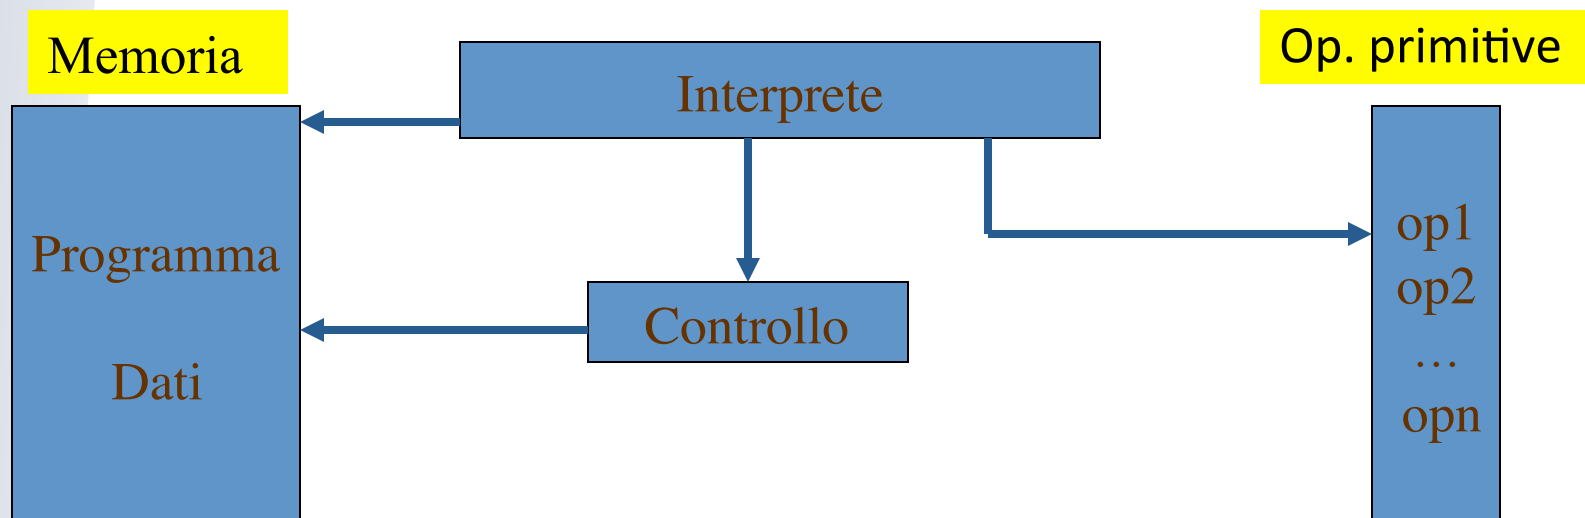 Memoria
Interprete
Op. primitive
Programma
Dati
Controllo
op1
op2
...
opn